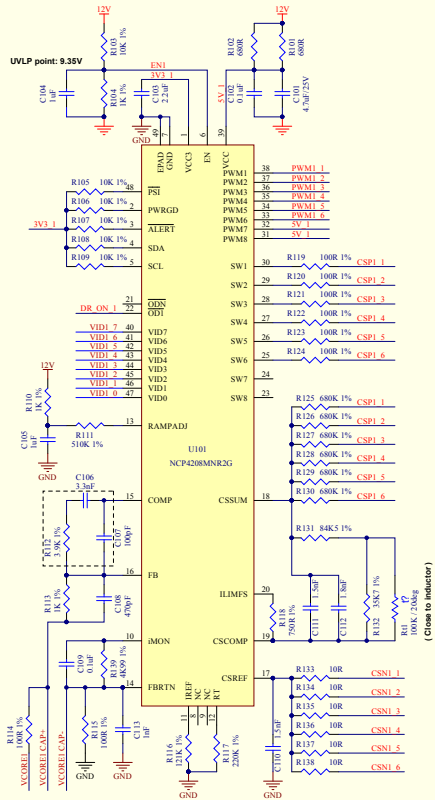 12V
12V
R103
10K 1%
R102
680R
R101
680R
UVLP point: 9.35V
EN1
3V3_1
C104
1uF
R104
1K 1%
C103
2.2uF
5V_1
C102
0.1uF
C101
4.7uF/25V
GND
49
7
1
6
39
EPAD
GND
VCC3
EN
VCC
R105 10K 1% 48 PSI
R106 10K 1% 2 PWRGD
3V3_1 R107 10K 1% 3 ALERT
R108 10K 1% 4 SDA
R109 10K 1% 5 SCL
PWM1 38 PWM1_1
PWM2 37 PWM1_2
PWM3 36 PWM1_3
PWM4 35 PWM1_4
PWM5 34 PWM1_5
PWM6 33 PWM1_6
PWM7 32 5V_1
PWM8 31 5V_1
SW1 30 R119 100R 1% CSP1_1
SW2 29 R120 100R 1% CSP1_2
SW3 28 R121 100R 1% CSP1_3
SW4 27 R122 100R 1% CSP1_4
SW5 26 R123 100R 1% CSP1_5
SW6 25 R124 100R 1% CSP1_6
SW7 24
SW8 23
21 ODN
DR_ON_1 22 OD1
VID1_7 40 VID7
VID1_6 41 VID6
VID1_5 42 VID5
VID1_4 43 VID4
VID1_3 44 VID3
VID1_2 45 VID2
VID1_1 46 VID1
VID1_0 47 VID0
12V
R110
1K 1%
C105
1uF
R111
510K 1%
13 RAMPADJ
GND
U101
NCP4208MNR2G
R125 680K 1% CSP1_1
R126 680K 1% CSP1_2
R127 680K 1% CSP1_3
R128 680K 1% CSP1_4
R129 680K 1% CSP1_5
R130 680K 1% CSP1_6
CSSUM 18
R131 84K5 1%
C106
3.3nF
15 COMP
R112
3.9K 1%
C107
100pF
16 FB
R113
1K 1%
C108
470pF
C111
1.5nF
C112
1.8nF
R132
35K7 1%
Rt1
100K / 20deg
t?
( Close to inductor )
ILIMFS 20
R118
750R 1%
CSCOMP 19
10 iMON
C109
0.1uF
R139
4K99 1%
14 FBRTN
CSREF 17
R133 10R CSN1_1
R134 10R CSN1_2
R135 10R CSN1_3
R136 10R CSN1_4
R137 10R CSN1_5
R138 10R CSN1_6
IREF
NC
NC
RT
11
8
9
12
R114
100R 1%
VCORE1
VCORE1 CAP+
VCORE1 CAP-
R115
100R 1%
C113
1nF
R116
121K 1%
R117
220K 1%
C110
1.5nF
GND
GND
GND
GND